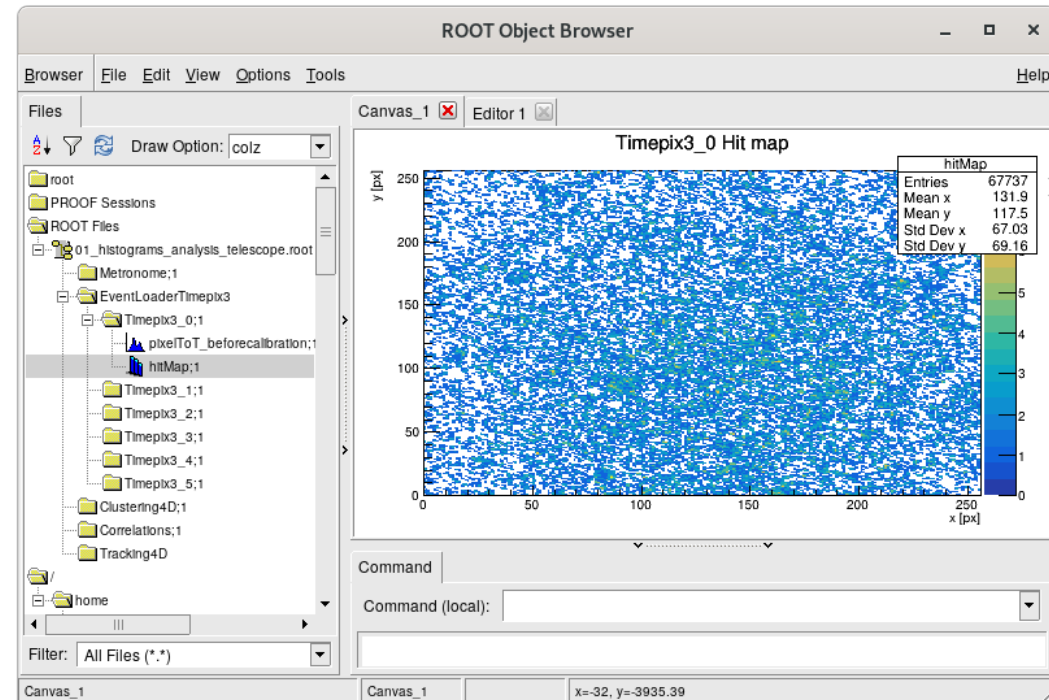 ROOT Object Browser
Browser File Edit View Options Tools Help
Files
Draw Option: colz
root
PROOF Sessions
ROOT Files
01_histograms_analysis_telescope.root
Metronome;1
EventLoaderTimepix3
Timepix3_0;1
pixelToT_beforecalibration;1
hitMap;1
Timepix3_1;1
Timepix3_2;1
Timepix3_3;1
Timepix3_4;1
Timepix3_5;1
Clustering4D;1
Correlations;1
Tracking4D
/
home
Filter: All Files (*.*)
Canvas_1 Editor 1
Timepix3_0 Hit map
hitMap
Entries 67737
Mean x 131.9
Mean y 117.5
Std Dev x 67.03
Std Dev y 69.16
y [px]
250
200
150
100
50
0
0 50 100 150 200 250
x [px]
5
4
3
2
1
0
Command
Command (local):
Canvas_1 Canvas_1 x=-32, y=-3935.39